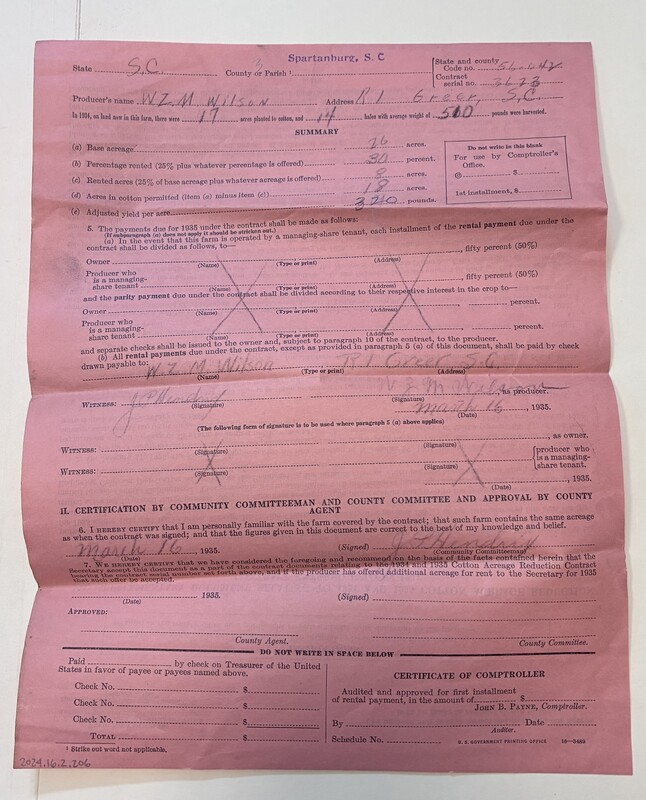 Spartanburg, S. C
State S.C. County or Parish ¹ State and county Code no. 56-042
Contract serial no. 3673
Producer's name W.Z.M Wilson Address R 1 Greer, S.C.
In 1934, on land now in this farm, there were 17 acres planted to cotton, and 14 bales with average weight of 500 pounds were harvested.
SUMMARY
(a) Base acreage 26 acres.
(b) Percentage rented (25% plus whatever percentage is offered) 30 percent.
(c) Rented acres (25% of base acreage plus whatever acreage is offered) 8 acres.
(d) Acres in cotton permitted (item (a) minus item (c)) 18 acres.
(e) Adjusted yield per acre 340 pounds.
Do not write in this blank
For use by Comptroller's Office.
@ $
1st installment, $
5. The payments due for 1935 under the contract shall be made as follows:
(If subparagraph (a) does not apply it should be stricken out.)
(a) In the event that this farm is operated by a managing-share tenant, each installment of the rental payment due under the
contract shall be divided as follows, to—
Owner , fifty percent (50%)
(Name) (Type or print) (Address)
Producer who
is a managing-
share tenant , fifty percent (50%)
(Name) (Type or print) (Address)
and the parity payment due under the contract shall be divided according to their respective interest in the crop to—
Owner , percent.
(Name) (Type or print) (Address)
Producer who
is a managing-
share tenant , percent.
(Name) (Type or print) (Address)
and separate checks shall be issued to the owner and, subject to paragraph 10 of the contract, to the producer.
(b) All rental payments due under the contract, except as provided in paragraph 5 (a) of this document, shall be paid by check
drawn payable to: W. Z. M Wilson R 1 Greer S.C.
(Name) (Type or print) (Address)
W Z M Wilson , as producer.
WITNESS:
(Signature) (Signature)
March 16 , 1935.
(Date)
(The following form of signature is to be used where paragraph 5 (a) above applies)
WITNESS: , as owner.
(Signature) (Signature)
WITNESS: producer who
is a managing-
share tenant.
(Signature) (Signature)
, 1935.
(Date)
II. CERTIFICATION BY COMMUNITY COMMITTEEMAN AND COUNTY COMMITTEE AND APPROVAL BY COUNTY
AGENT
6. I HEREBY CERTIFY that I am personally familiar with the farm covered by the contract; that such farm contains the same acreage
as when the contract was signed; and that the figures given in this document are correct to the best of my knowledge and belief.
March 16 , 1935. (Signed)
(Date) (Community Committeeman)
7. WE HEREBY CERTIFY that we have considered the foregoing and recommend on the basis of the facts contained herein that the
Secretary accept this document as a part of the contract documents relating to the 1934 and 1935 Cotton Acreage Reduction Contract
bearing the contract serial number set forth above, and if the producer has offered additional acreage for rent to the Secretary for 1935
that such offer be accepted.
, 1935. (Signed)
(Date)
APPROVED:
County Agent. County Committee.
DO NOT WRITE IN SPACE BELOW
Paid by check on Treasurer of the United
States in favor of payee or payees named above.
Check No. $
Check No. $
Check No. $
TOTAL $
CERTIFICATE OF COMPTROLLER
Audited and approved for first installment
of rental payment, in the amount of $
JOHN B. PAYNE, Comptroller.
By Date
Auditor.
Schedule No.
U. S. GOVERNMENT PRINTING OFFICE 16—2489
¹ Strike out word not applicable.
2024.16.2.206